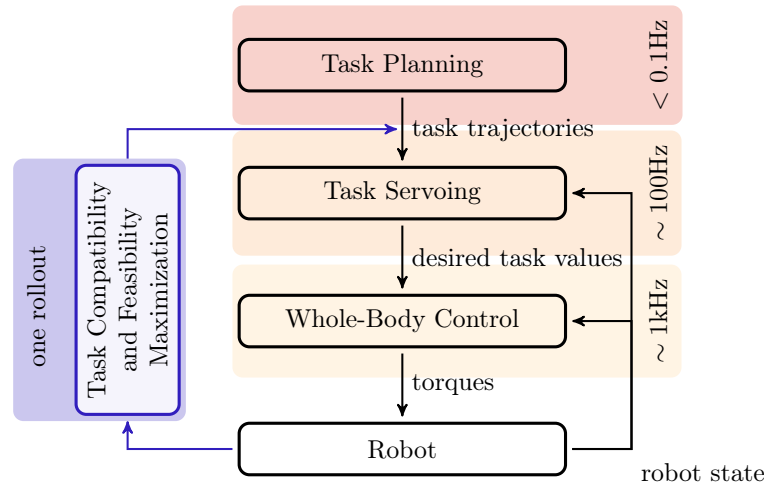 Task Planning
< 0.1Hz
task trajectories
Task Servoing
~ 100Hz
desired task values
Whole-Body Control
~ 1kHz
torques
Robot
robot state
one rollout
Task Compatibility
and Feasibility
Maximization